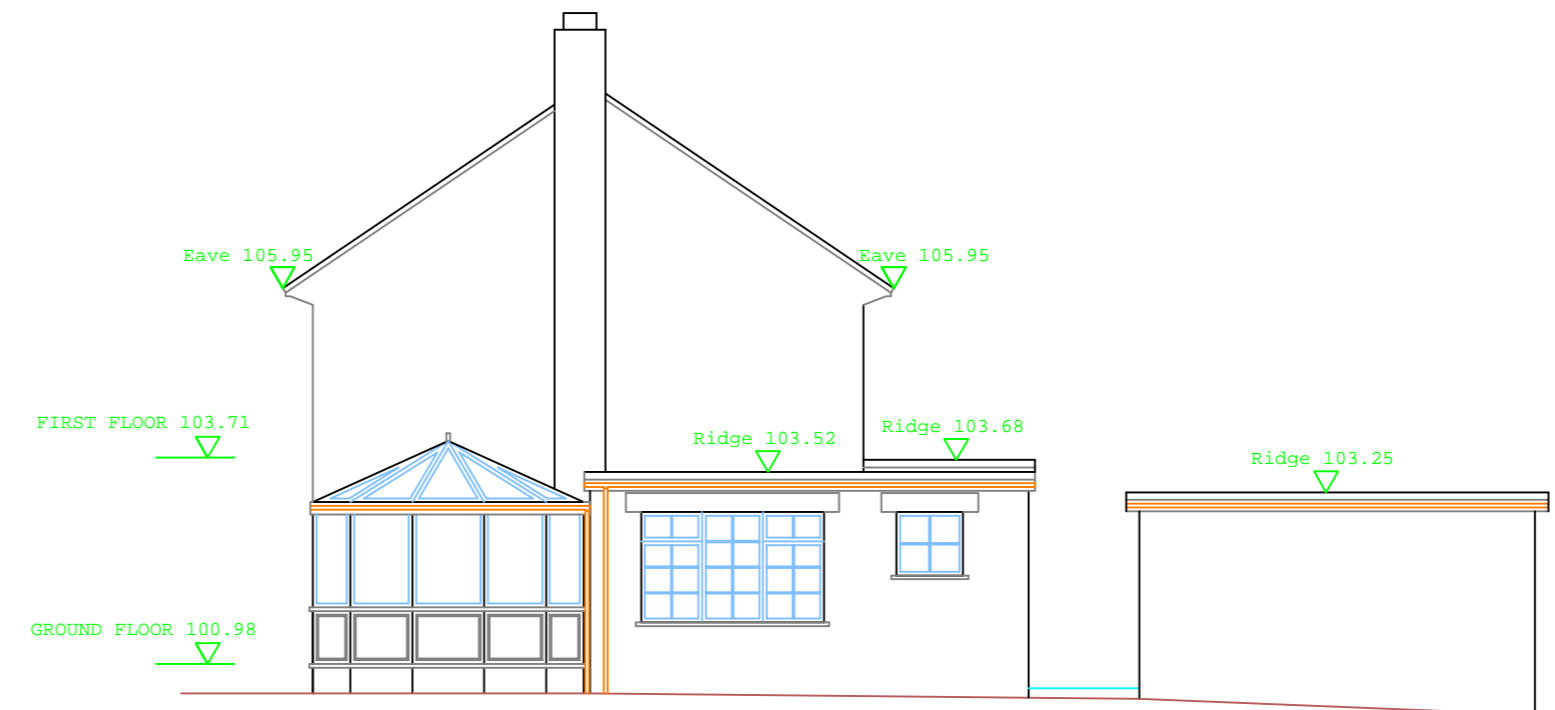 Eave 105.95
Eave 105.95
FIRST FLOOR 103.71
Ridge 103.52
Ridge 103.68
Ridge 103.25
GROUND FLOOR 100.98